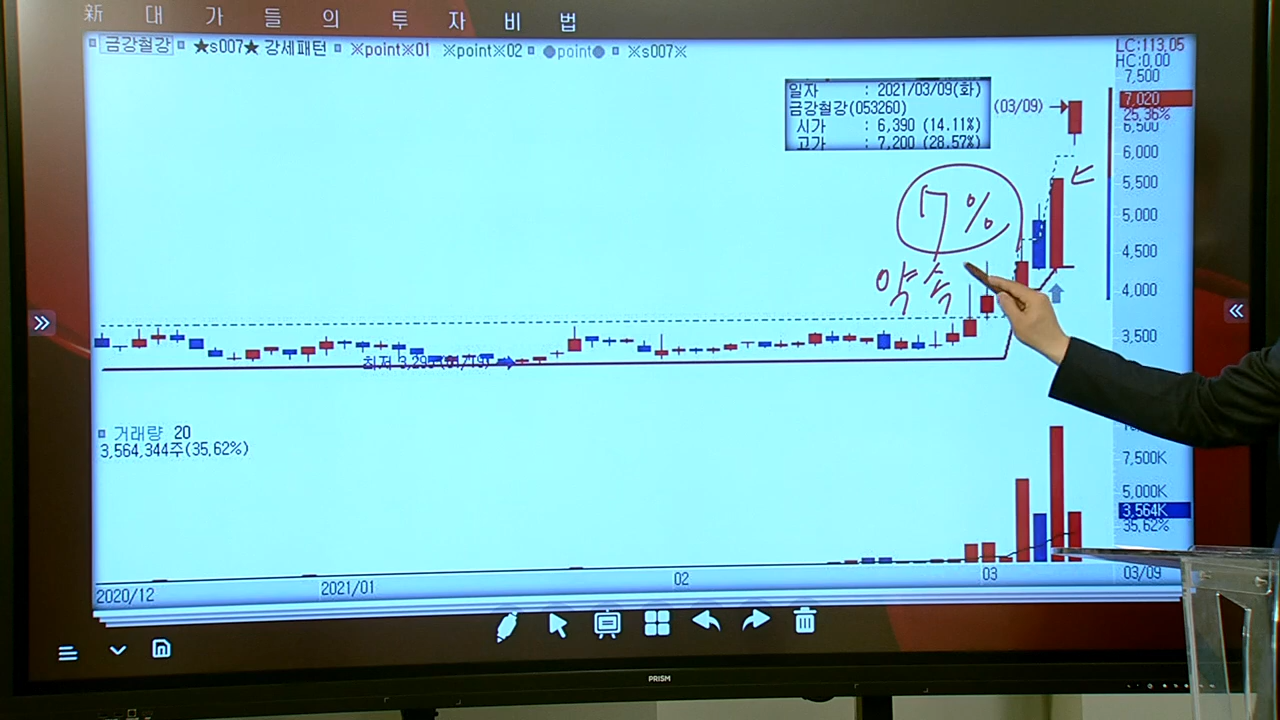 新 대 가 들 의 투 자 비 법
금강철강 ★s007★ 강세패턴 ※point※01 ※point※02 ●point● ※s007※
LC:113.05
HC:0.00
7,500
7,020
25.36%
6,500
6,000
5,500
5,000
4,500
4,000
3,500
일자 : 2021/03/09(화)
금강철강(053260)
시가 : 6,390 (14.11%)
고가 : 7,200 (28.57%)
(03/09)
7%
약속
최저 3,295(01/19)
거래량 20
3,564,344주(35.62%)
7,500K
5,000K
3,564K
35.62%
2020/12 2021/01 02 03 03/09
PRISM